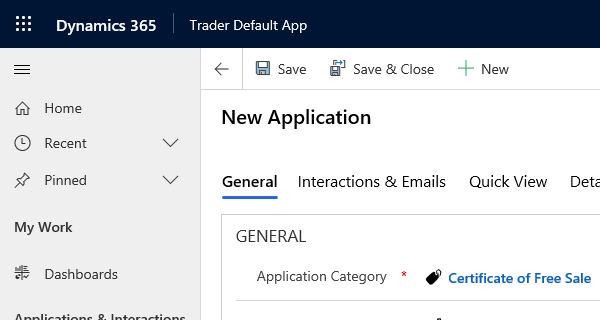 Dynamics 365 Trader Default App
Save Save & Close New
Home
Recent
Pinned
My Work
Dashboards
Applications & Interactions
New Application
General Interactions & Emails Quick View Deta
GENERAL
Application Category * Certificate of Free Sale